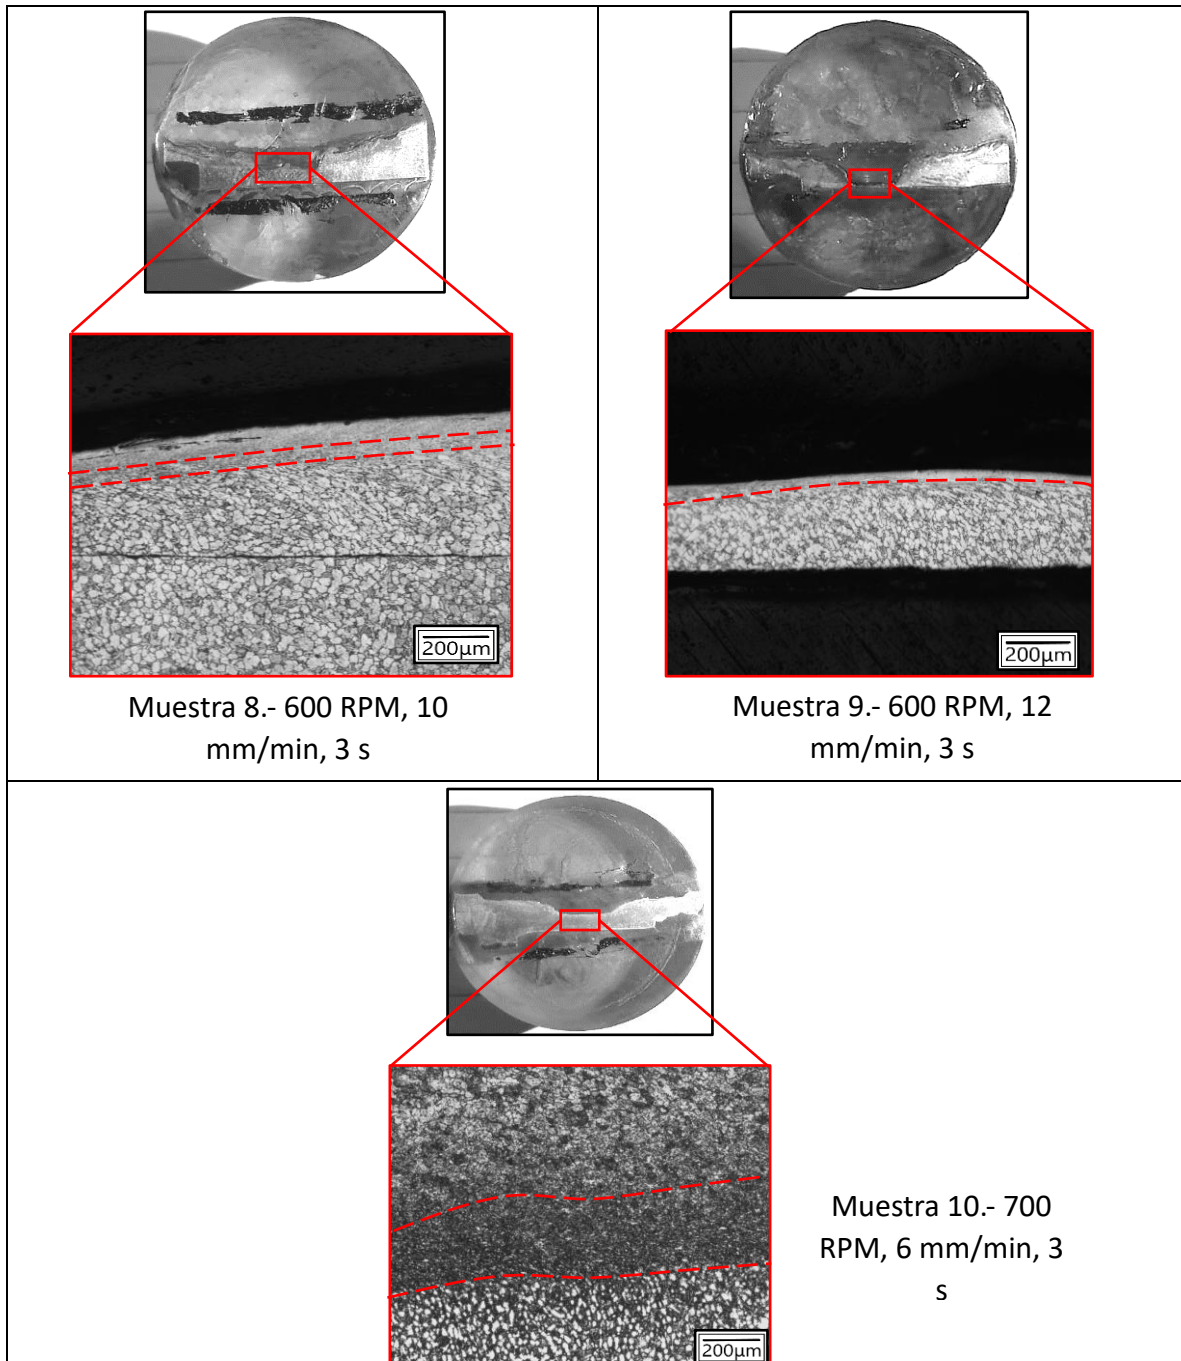 200µm
200µm
Muestra 8.- 600 RPM, 10
mm/min, 3 s
Muestra 9.- 600 RPM, 12
mm/min, 3 s
Muestra 10.- 700
RPM, 6 mm/min, 3
s
200µm